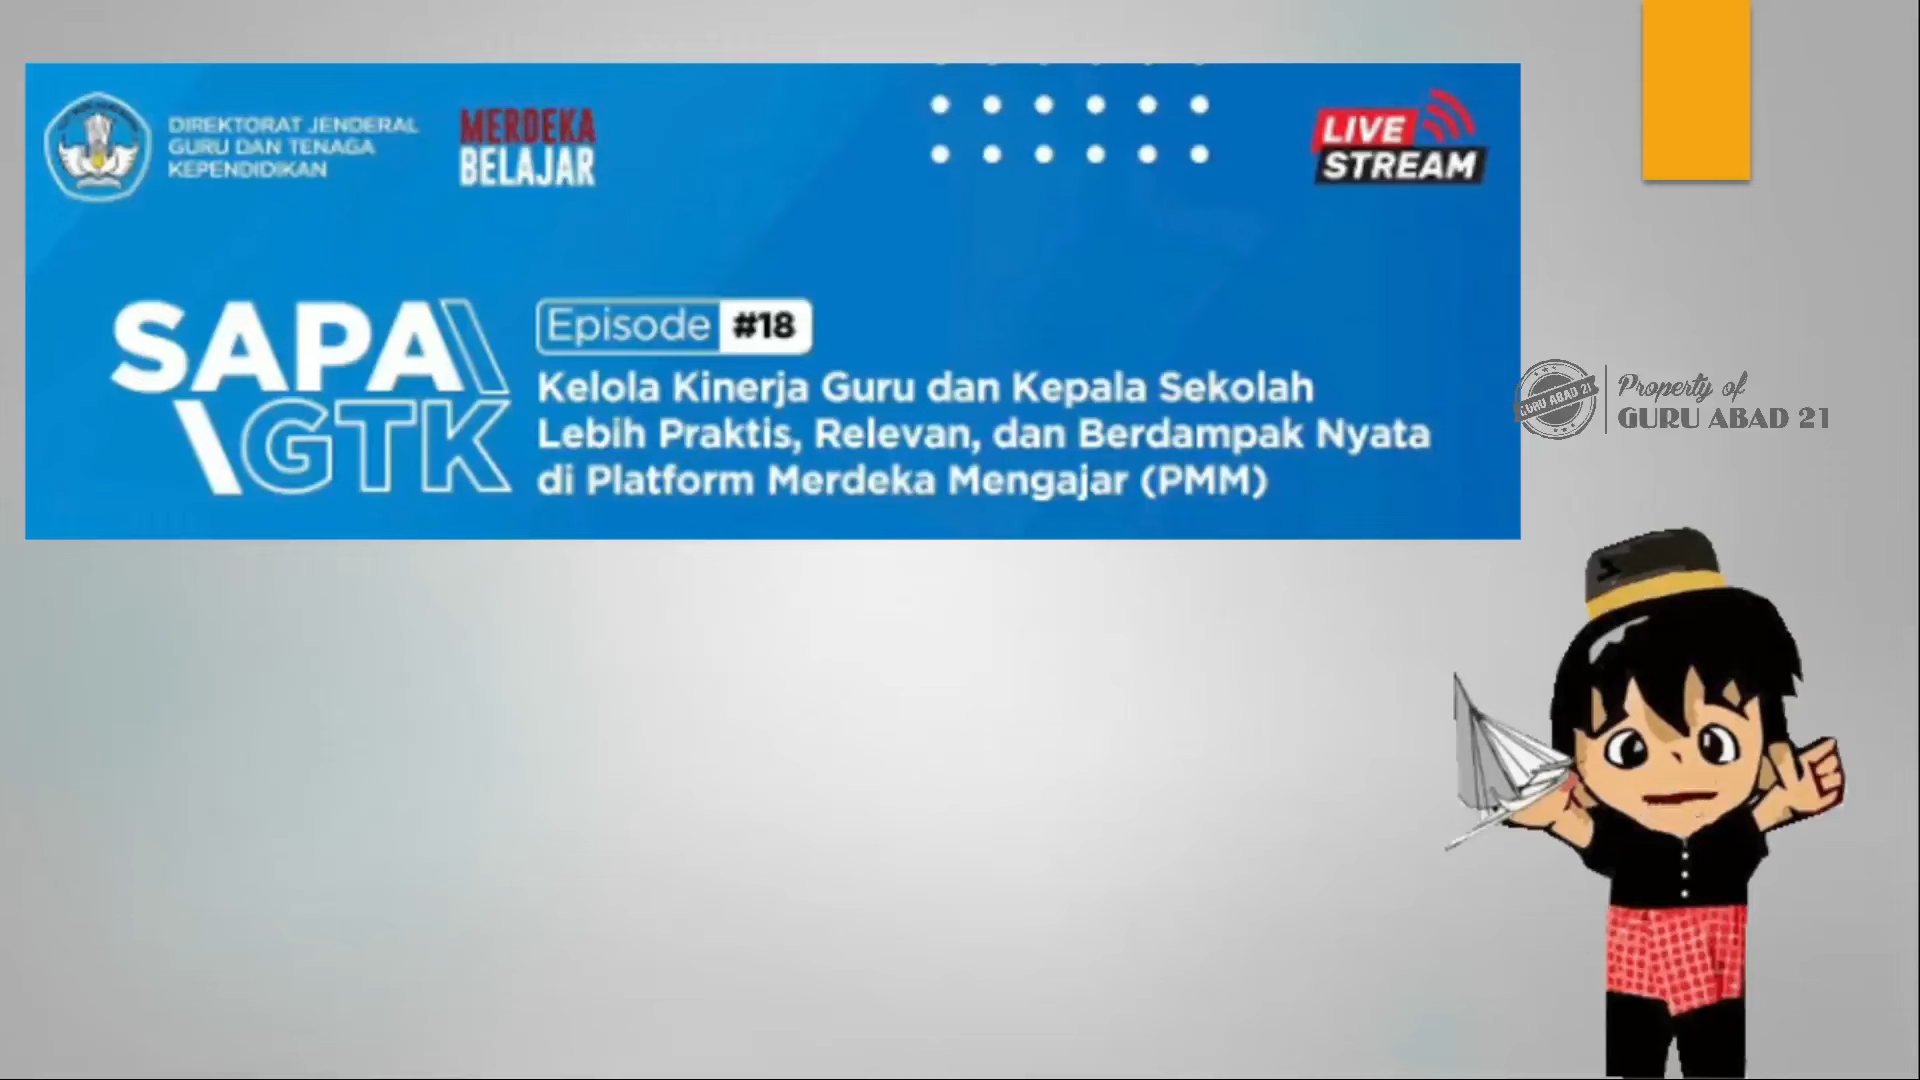 DIREKTORAT JENDERAL
GURU DAN TENAGA
KEPENDIDIKAN
MERDEKA
BELAJAR
LIVE
STREAM
SAPA
GTK
Episode #18
Kelola Kinerja Guru dan Kepala Sekolah
Lebih Praktis, Relevan, dan Berdampak Nyata
di Platform Merdeka Mengajar (PMM)
GURU ABAD 21
Property of
GURU ABAD 21